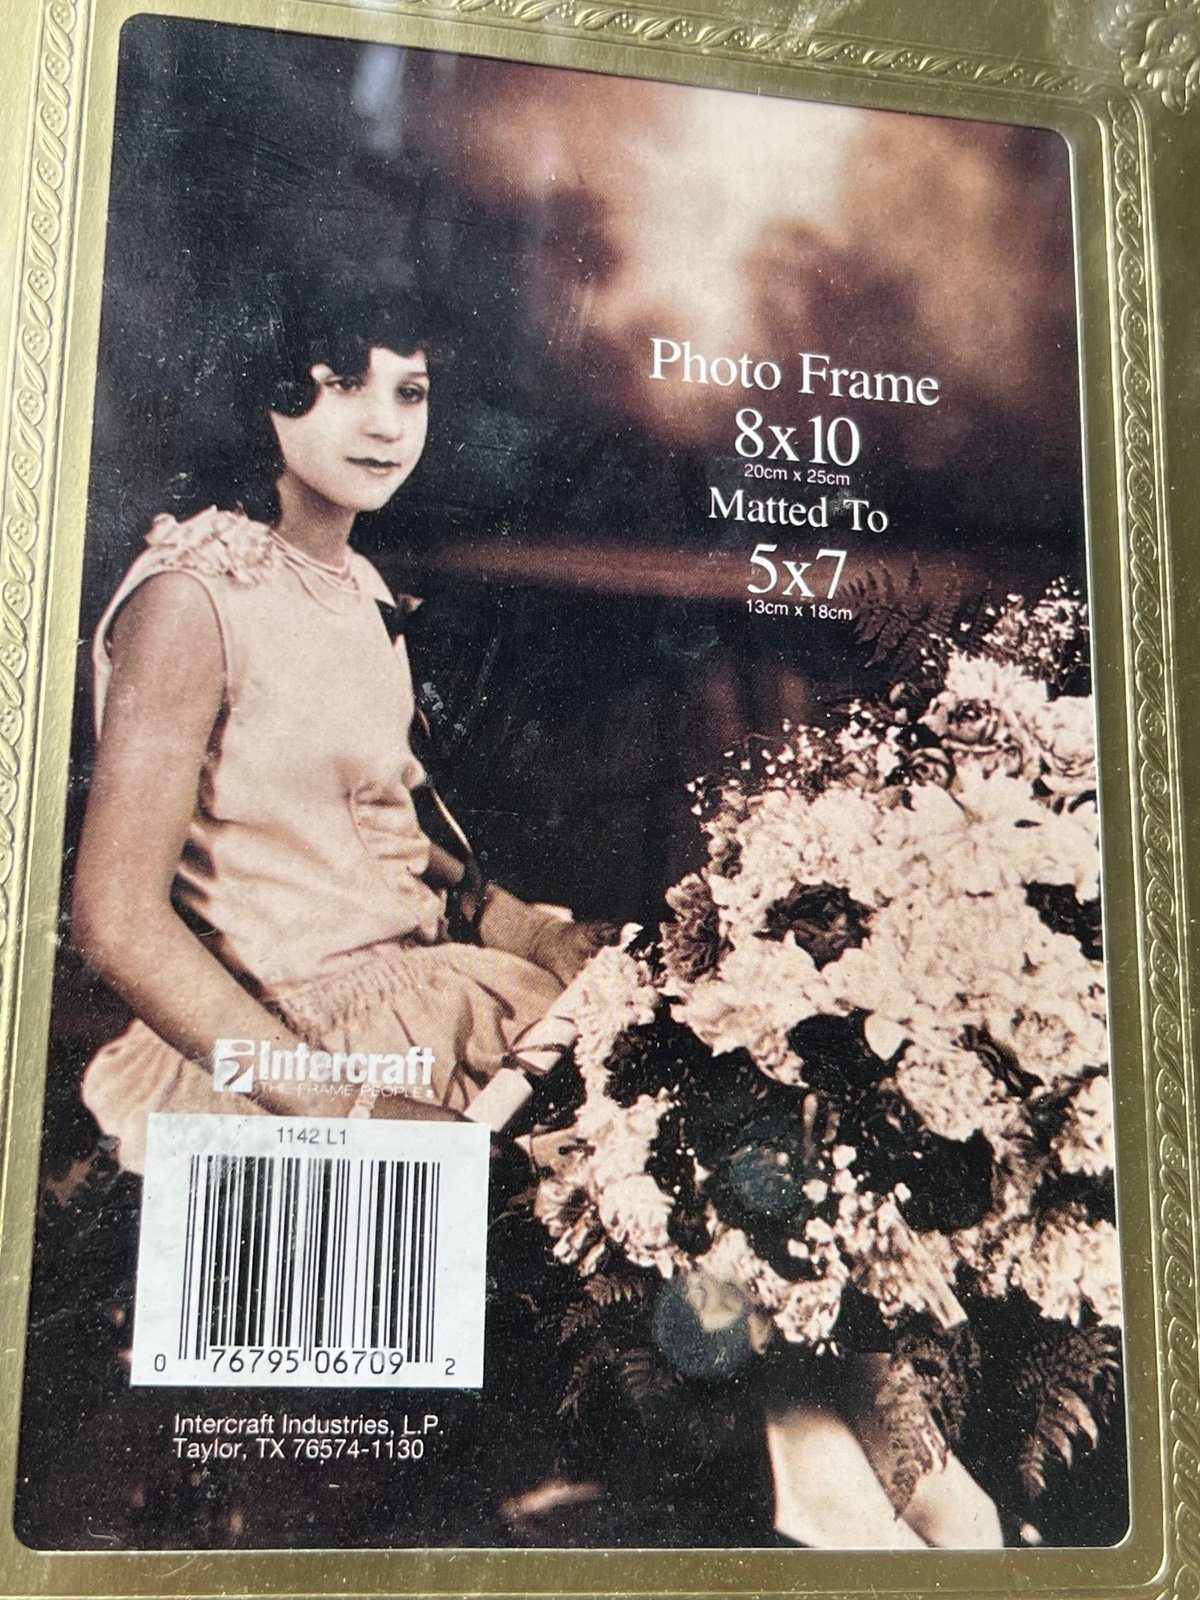 Photo Frame
8x10
20cm x 25cm
Matted To
5x7
13cm x 18cm
Intercraft
THE FRAME PEOPLE
1142 L1
0 76795 06709 2
Intercraft Industries, L.P.
Taylor, TX 76574-1130